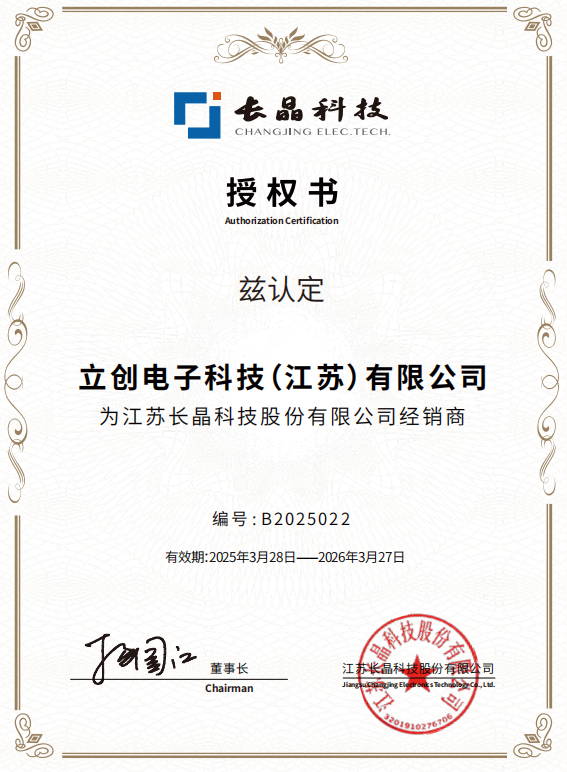 长晶科技
CHANGJING ELEC.TECH.
授权书
Authorization Certification
兹认定
立创电子科技（江苏）有限公司
为江苏长晶科技股份有限公司经销商
编号：B2025022
有效期：2025年3月28日——2026年3月27日
董事长
Chairman
江苏长晶科技股份有限公司
Jiangsu Changjing Electronics Technology Co., Ltd.
江苏长晶科技股份有限公司
3201910276706